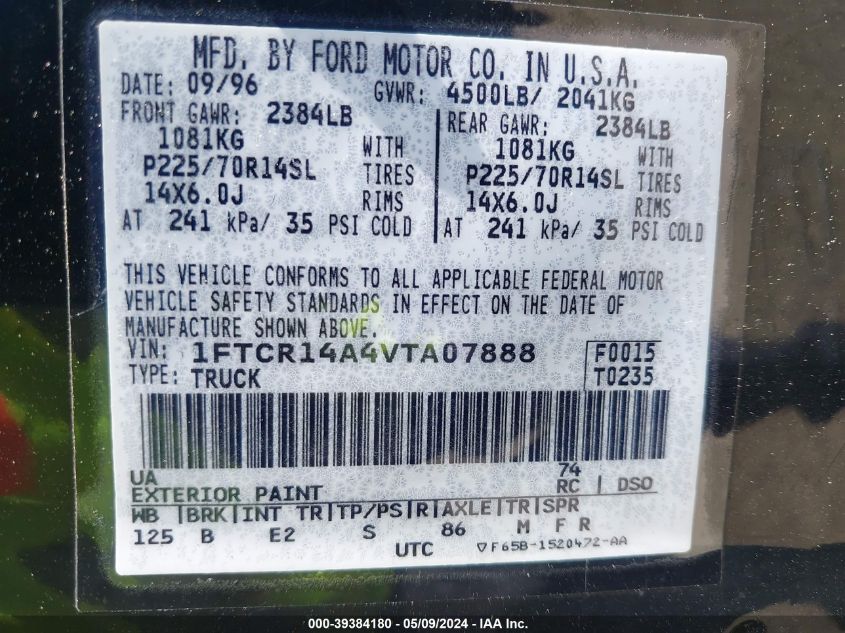 MFD. BY FORD MOTOR CO. IN U.S.A.
DATE: 09/96 GVWR: 4500LB/ 2041KG
FRONT GAWR: 2384LB REAR GAWR: 2384LB
1081KG WITH 1081KG WITH
P225/70R14SL TIRES P225/70R14SL TIRES
14X6.0J RIMS 14X6.0J RIMS
AT 241 kPa/ 35 PSI COLD AT 241 kPa/ 35 PSI COLD
THIS VEHICLE CONFORMS TO ALL APPLICABLE FEDERAL MOTOR
VEHICLE SAFETY STANDARDS IN EFFECT ON THE DATE OF
MANUFACTURE SHOWN ABOVE.
VIN: 1FTCR14A4VTA07888 F0015
TYPE: TRUCK T0235
UA 74
EXTERIOR PAINT RC | DSO
WB |BRK|INT TR|TP/PS|R|AXLE|TR|SPR
125 B E2 S 86 M F R
UTC ▽F65B-1520472-AA
000-39384180 - 05/09/2024 - IAA Inc.